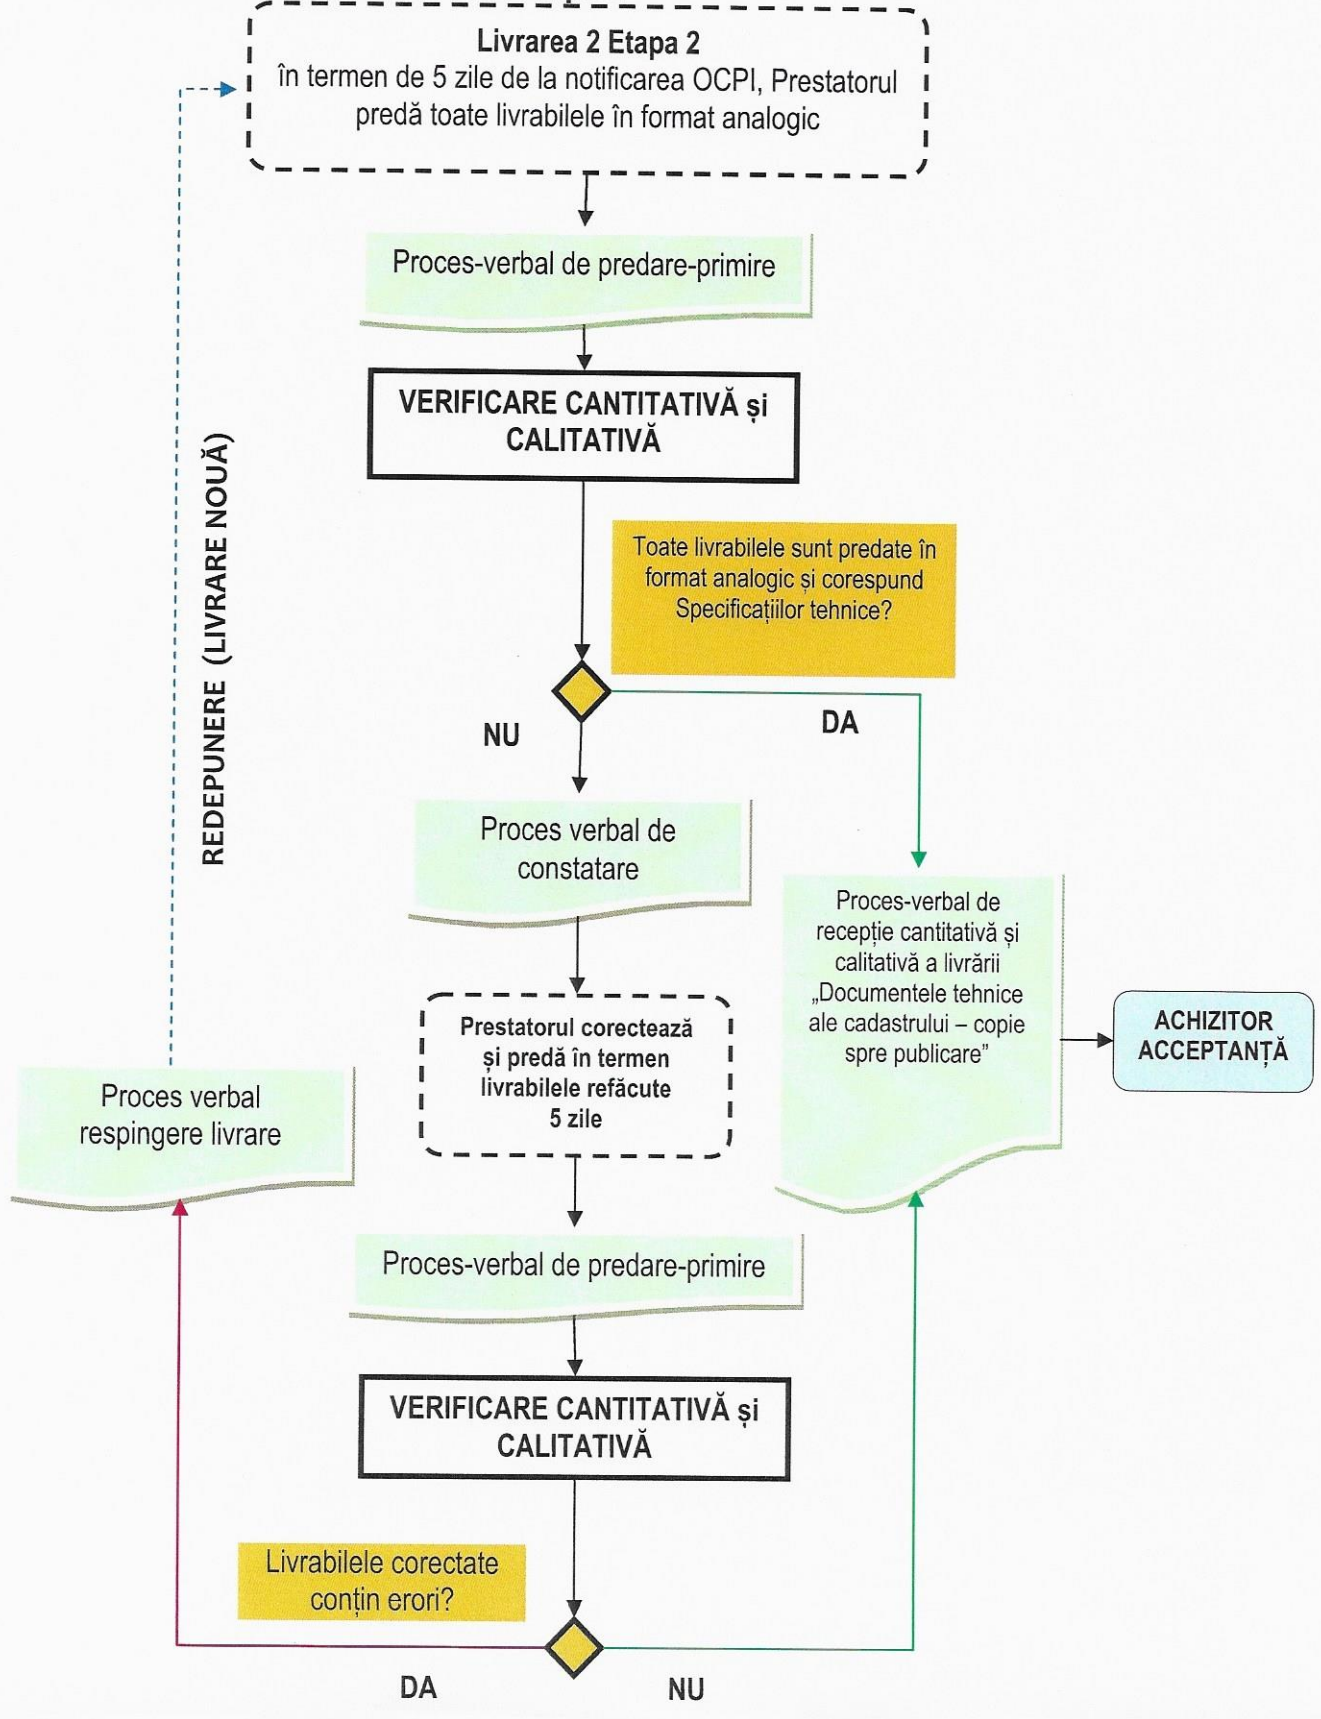 Livrarea 2 Etapa 2
în termen de 5 zile de la notificarea OCPI, Prestatorul
predă toate livrabilele în format analogic
Proces-verbal de predare-primire
VERIFICARE CANTITATIVĂ și
CALITATIVĂ
REDEPUNERE (LIVRARE NOUĂ)
Toate livrabilele sunt predate în
format analogic și corespund
Specificațiilor tehnice?
NU
DA
Proces verbal de
constatare
Proces-verbal de
recepție cantitativă și
calitativă a livrării
„Documentele tehnice
ale cadastrului – copie
spre publicare”
ACHIZITOR
ACCEPTANȚĂ
Prestatorul corectează
și predă în termen
livrabilele refăcute
5 zile
Proces verbal
respingere livrare
Proces-verbal de predare-primire
VERIFICARE CANTITATIVĂ și
CALITATIVĂ
Livrabilele corectate
conțin erori?
DA
NU